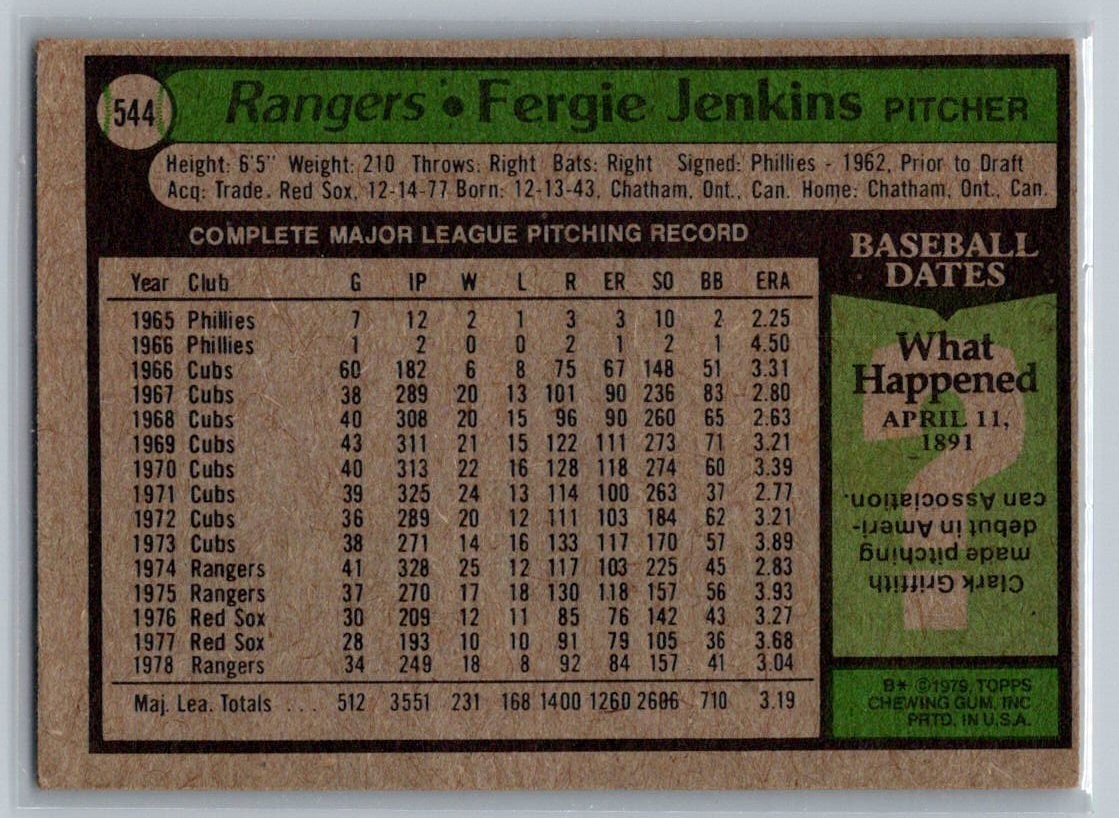 544
Rangers • Fergie Jenkins PITCHER
Height: 6'5" Weight: 210 Throws: Right Bats: Right Signed: Phillies - 1962, Prior to Draft
Acq: Trade. Red Sox, 12-14-77 Born: 12-13-43, Chatham, Ont., Can. Home: Chatham, Ont., Can.
COMPLETE MAJOR LEAGUE PITCHING RECORD
Year Club G IP W L R ER SO BB ERA
1965 Phillies 7 12 2 1 3 3 10 2 2.25
1966 Phillies 1 2 0 0 2 1 2 1 4.50
1966 Cubs 60 182 6 8 75 67 148 51 3.31
1967 Cubs 38 289 20 13 101 90 236 83 2.80
1968 Cubs 40 308 20 15 96 90 260 65 2.63
1969 Cubs 43 311 21 15 122 111 273 71 3.21
1970 Cubs 40 313 22 16 128 118 274 60 3.39
1971 Cubs 39 325 24 13 114 100 263 37 2.77
1972 Cubs 36 289 20 12 111 103 184 62 3.21
1973 Cubs 38 271 14 16 133 117 170 57 3.89
1974 Rangers 41 328 25 12 117 103 225 45 2.83
1975 Rangers 37 270 17 18 130 118 157 56 3.93
1976 Red Sox 30 209 12 11 85 76 142 43 3.27
1977 Red Sox 28 193 10 10 91 79 105 36 3.68
1978 Rangers 34 249 18 8 92 84 157 41 3.04
Maj. Lea. Totals . . . 512 3551 231 168 1400 1260 2606 710 3.19
BASEBALL
DATES
What
Happened
APRIL 11,
1891
?
Clark Griffith
made pitching
debut in Ameri-
can Association.
B* ©1979, TOPPS
CHEWING GUM, INC
PRTD. IN U.S.A.